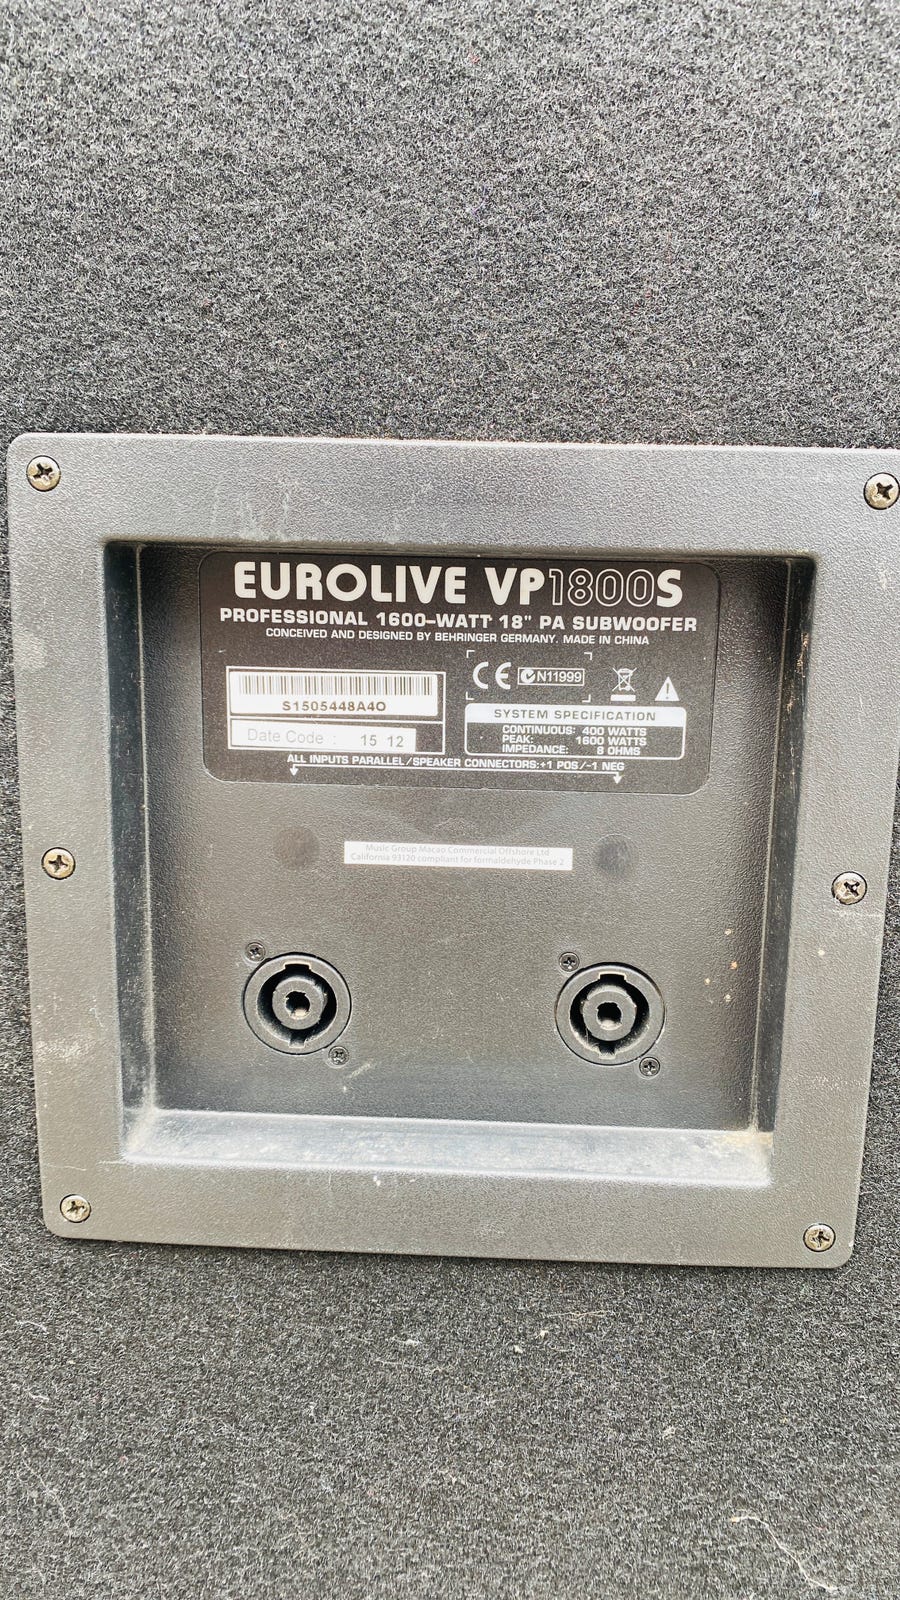 EUROLIVE VP1800S
PROFESSIONAL 1600-WATT 18" PA SUBWOOFER
CONCEIVED AND DESIGNED BY BEHRINGER GERMANY. MADE IN CHINA
CE N11999
S1505448A4O
Date Code : 15 12
SYSTEM SPECIFICATION
CONTINUOUS: 400 WATTS
PEAK: 1600 WATTS
IMPEDANCE: 8 OHMS
ALL INPUTS PARALLEL/SPEAKER CONNECTORS:+1 POS/-1 NEG
Music Group Macao Commercial Offshore Ltd
California 93120 compliant for formaldehyde Phase 2